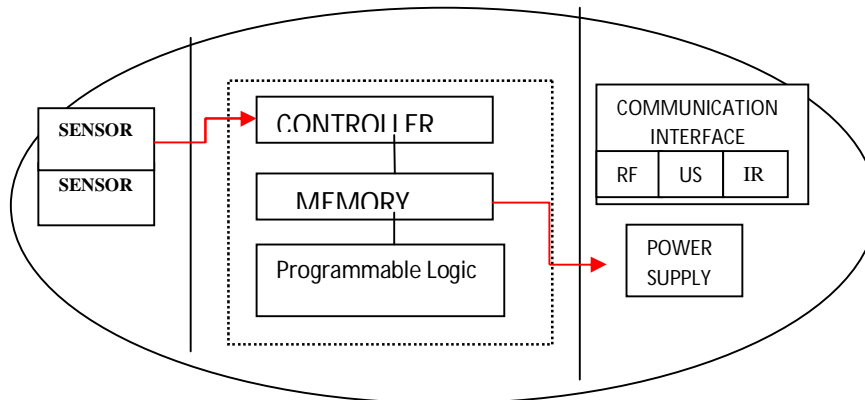 SENSOR
SENSOR
CONTROLLER
MEMORY
Programmable Logic
COMMUNICATION
INTERFACE
RF US IR
POWER
SUPPLY